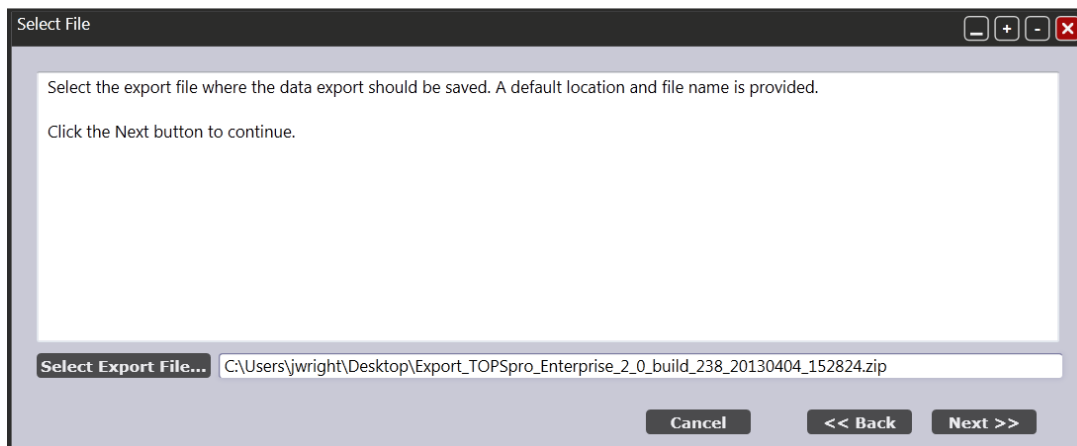 Select File
Select the export file where the data export should be saved. A default location and file name is provided.
Click the Next button to continue.
Select Export File... C:\Users\jwright\Desktop\Export_TOPSpro_Enterprise_2_0_build_238_20130404_152824.zip
Cancel << Back Next >>